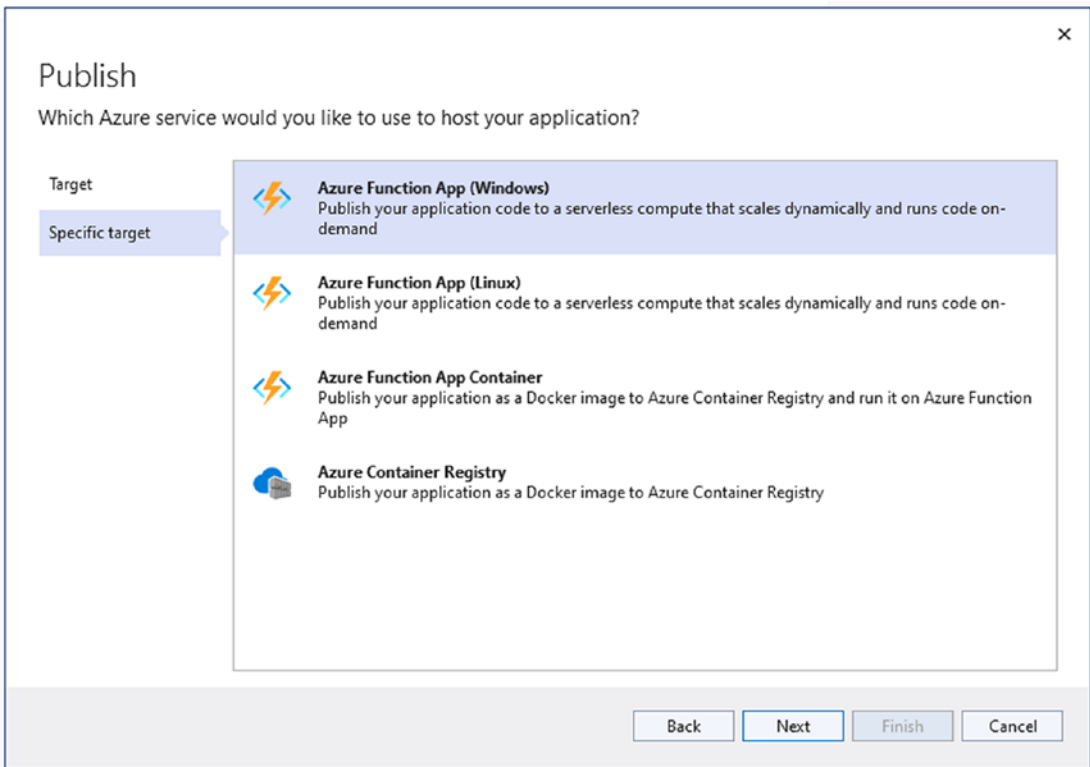 Publish
Which Azure service would you like to use to host your application?
Target
Specific target
Azure Function App (Windows)
Publish your application code to a serverless compute that scales dynamically and runs code on-
demand
Azure Function App (Linux)
Publish your application code to a serverless compute that scales dynamically and runs code on-
demand
Azure Function App Container
Publish your application as a Docker image to Azure Container Registry and run it on Azure Function
App
Azure Container Registry
Publish your application as a Docker image to Azure Container Registry
Back
Next
Finish
Cancel